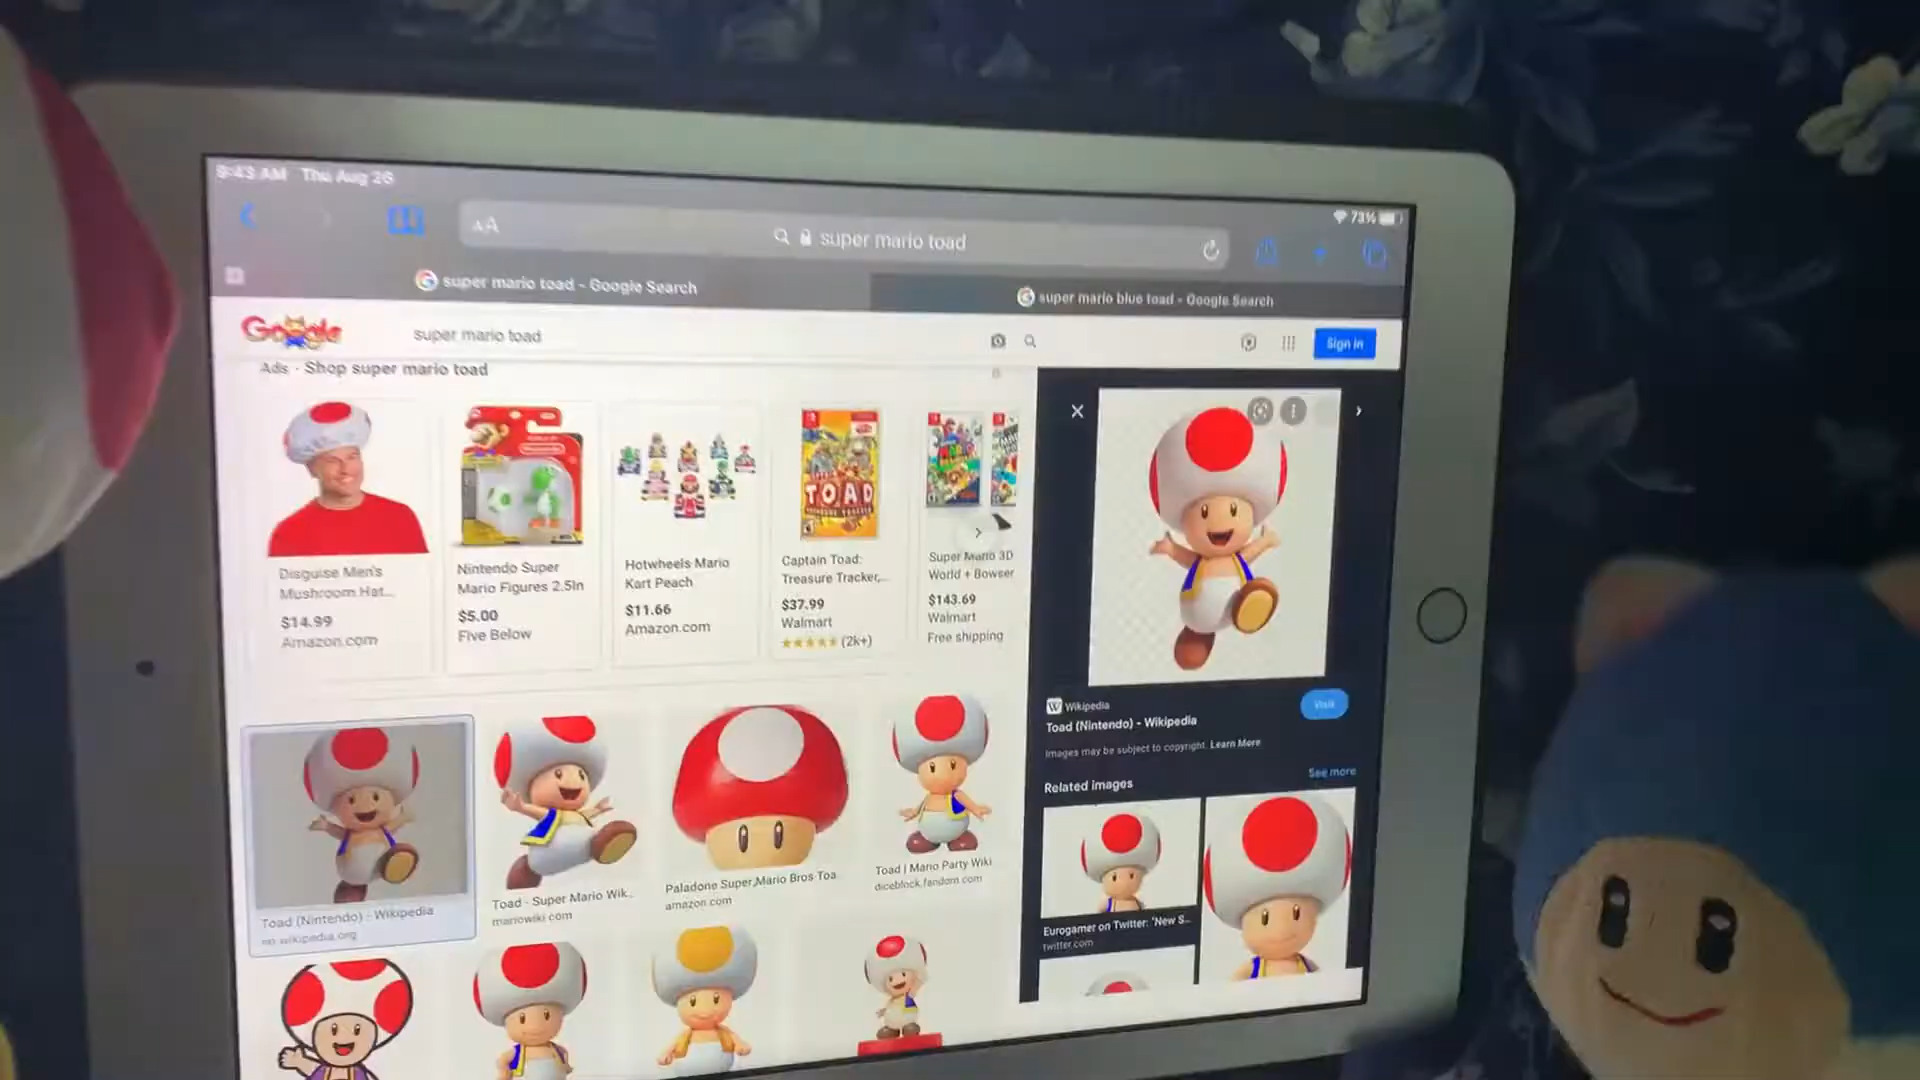 9:43 AM Thu Aug 26
73%
AA
super mario toad
super mario toad - Google Search
super mario blue toad - Google Search
Google
super mario toad
Sign in
Ads · Shop super mario toad
Disguise Men's
Mushroom Hat...
$14.99
Amazon.com
Nintendo Super
Mario Figures 2.5In
$5.00
Five Below
Hotwheels Mario
Kart Peach
$11.66
Amazon.com
TOAD
Captain Toad:
Treasure Tracker,...
$37.99
Walmart
(2k+)
Super Mario 3D
World + Bowser
$143.69
Walmart
Free shipping
Toad (Nintendo) - Wikipedia
en.wikipedia.org
Toad - Super Mario Wik...
mariowiki.com
Paladone Super Mario Bros Toa...
amazon.com
Toad | Mario Party Wiki
diceblock.fandom.com
W Wikipedia
Toad (Nintendo) - Wikipedia
Visit
Images may be subject to copyright. Learn More
Related images
See more
Eurogamer on Twitter: 'New S...
twitter.com